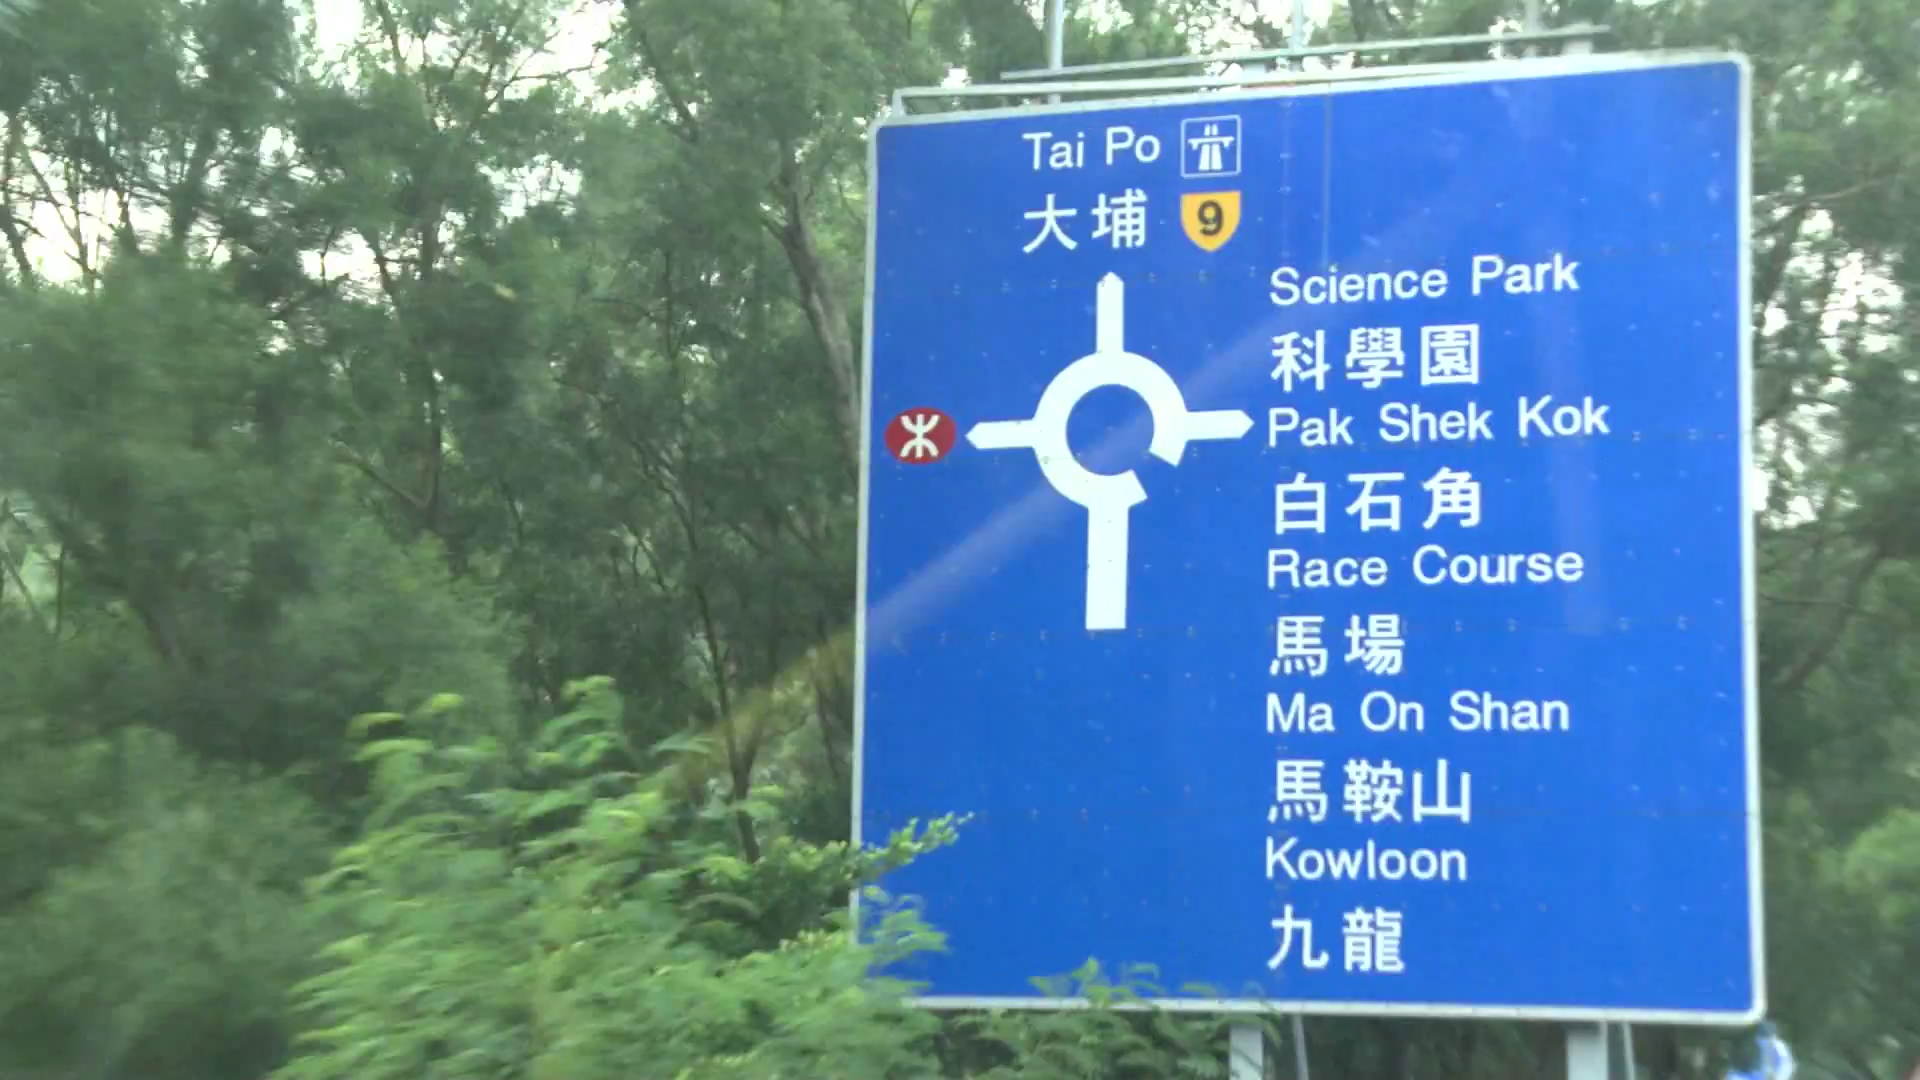 Tai Po
大埔 9
Science Park
科學園
Pak Shek Kok
白石角
Race Course
馬場
Ma On Shan
馬鞍山
Kowloon
九龍